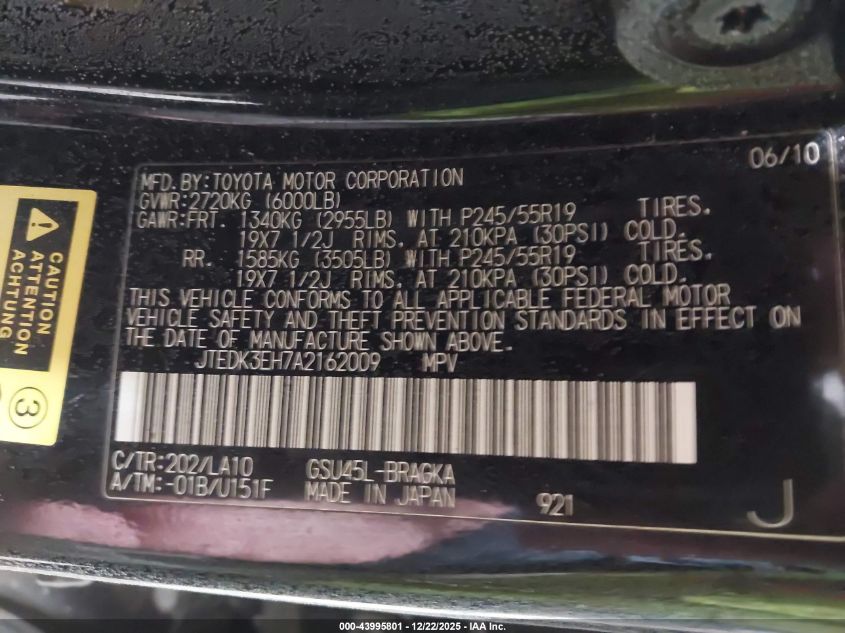 06/10
MFD.BY:TOYOTA MOTOR CORPORATION
GVWR:2720KG (6000LB)
GAWR:FRT. 1340KG (2955LB) WITH P245/55R19 TIRES.
19X7 1/2J RIMS. AT 210KPA (30PSI) COLD.
RR. 1585KG (3505LB) WITH P245/55R19 TIRES.
19X7 1/2J RIMS. AT 210KPA (30PSI) COLD.
THIS VEHICLE CONFORMS TO ALL APPLICABLE FEDERAL MOTOR
VEHICLE SAFETY AND THEFT PREVENTION STANDARDS IN EFFECT ON
THE DATE OF MANUFACTURE SHOWN ABOVE.
JTEDK3EH7A2162009 MPV
C/TR:202/LA10 GSU45L-BRAGKA
A/TM:-01B/U151F MADE IN JAPAN 921 J
CAUTION
ATTENTION
ACHTUNG
3
000-43995801 - 12/22/2025 - IAAI.COM